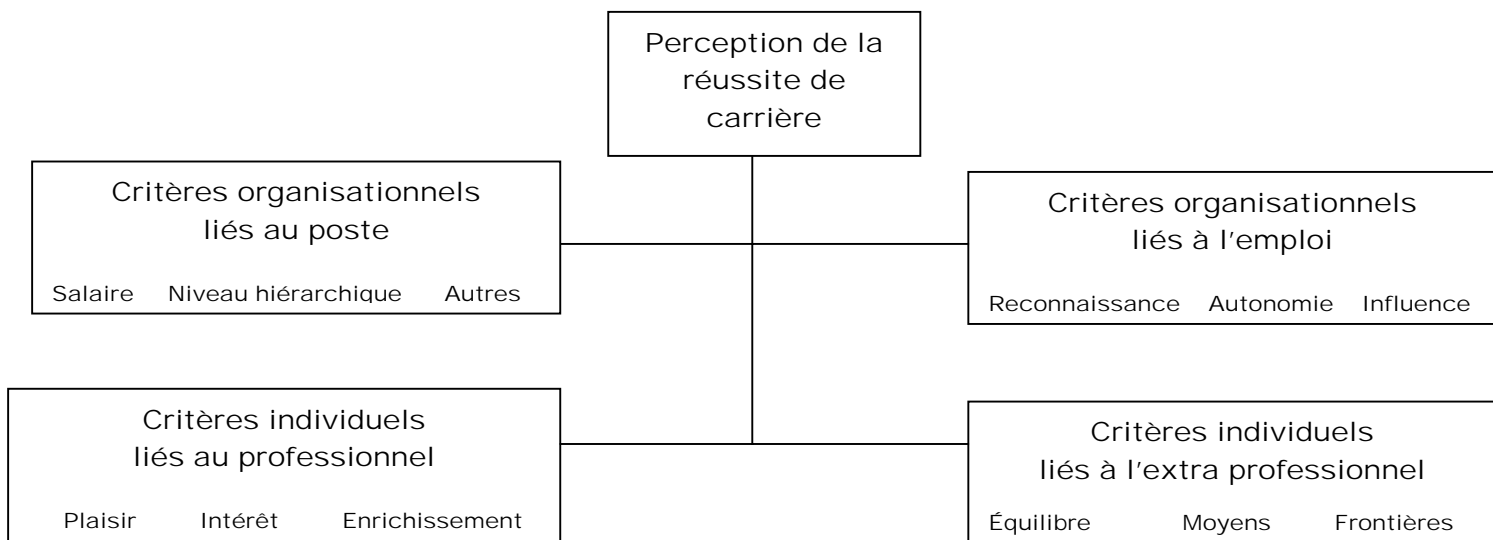 Perception de la
réussite de
carrière
Critères organisationnels
liés au poste
Salaire Niveau hiérarchique Autres
Critères organisationnels
liés à l'emploi
Reconnaissance Autonomie Influence
Critères individuels
liés au professionnel
Plaisir Intérêt Enrichissement
Critères individuels
liés à l'extra professionnel
Équilibre Moyens Frontières